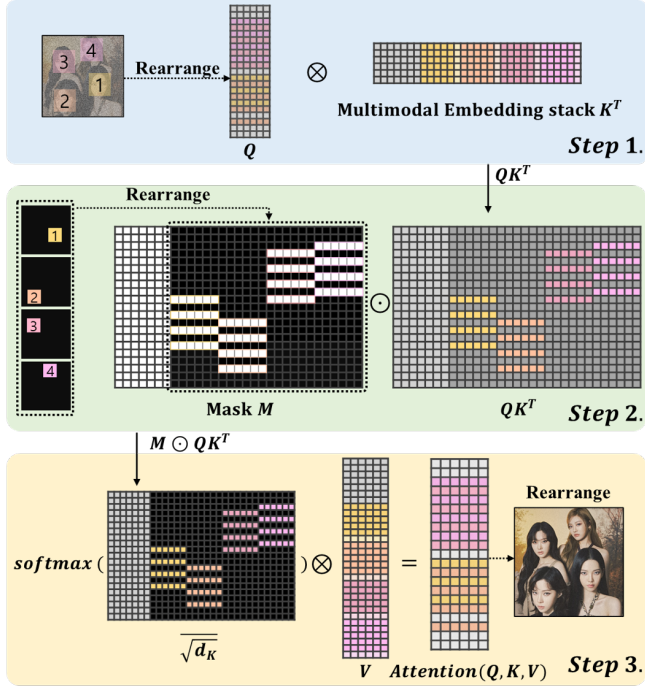 4
3
1
2
Rearrange
Q
⊗
Multimodal Embedding stack K^T
Step 1.
QK^T
Rearrange
1
2
3
4
⊙
Mask M
QK^T
Step 2.
M ⊙ QK^T
softmax(
)⊗
=
Rearrange
√d_K
V
Attention(Q, K, V)
Step 3.